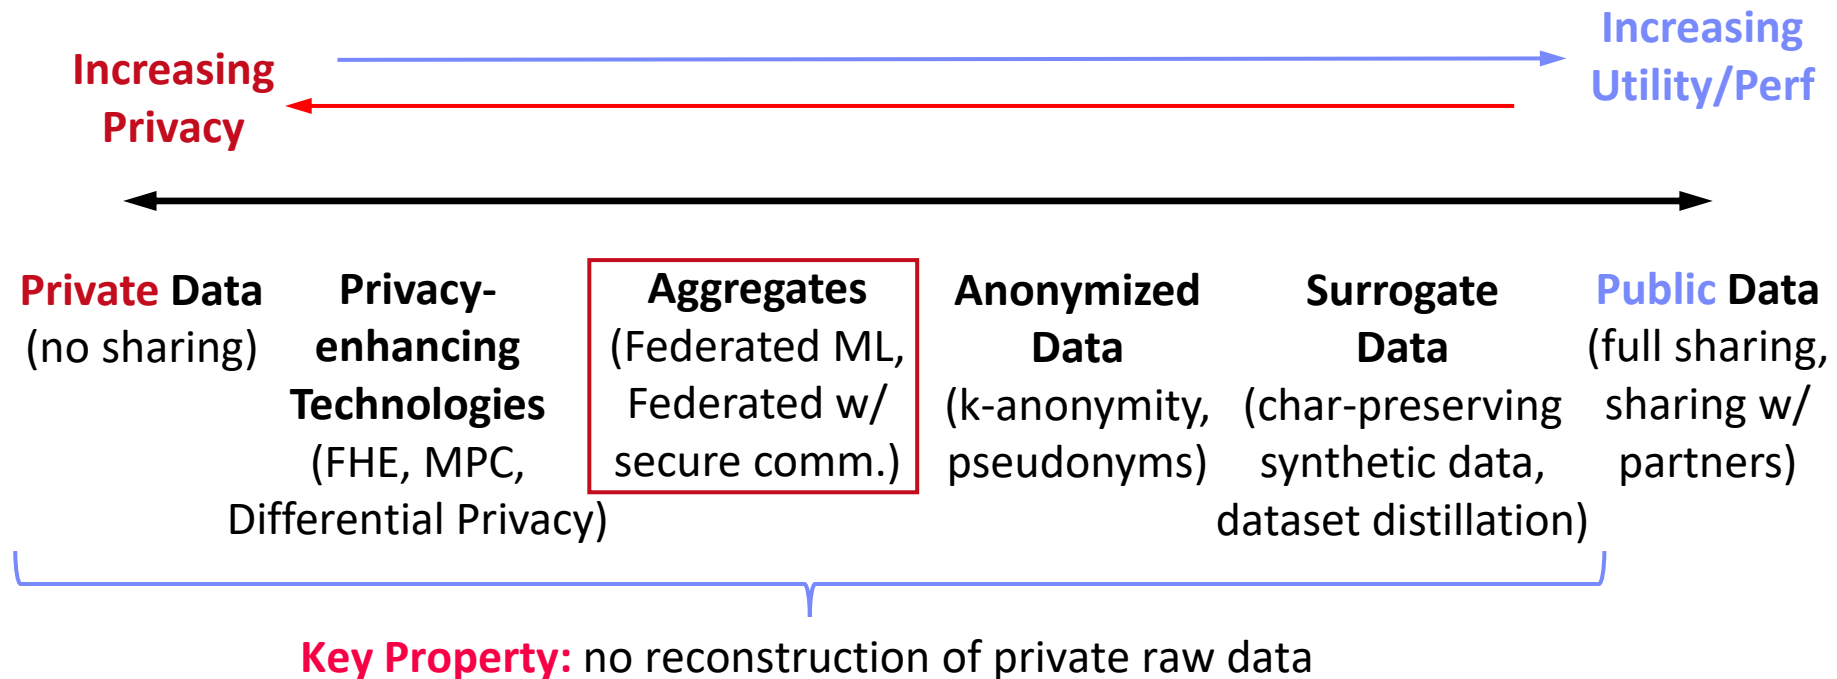 Increasing
Privacy
Increasing
Utility/Perf
Private Data
(no sharing)
Privacy-
enhancing
Technologies
(FHE, MPC,
Differential Privacy)
Aggregates
(Federated ML,
Federated w/
secure comm.)
Anonymized
Data
(k-anonymity,
pseudonyms)
Surrogate
Data
(char-preserving
synthetic data,
dataset distillation)
Public Data
(full sharing,
sharing w/
partners)
Key Property: no reconstruction of private raw data